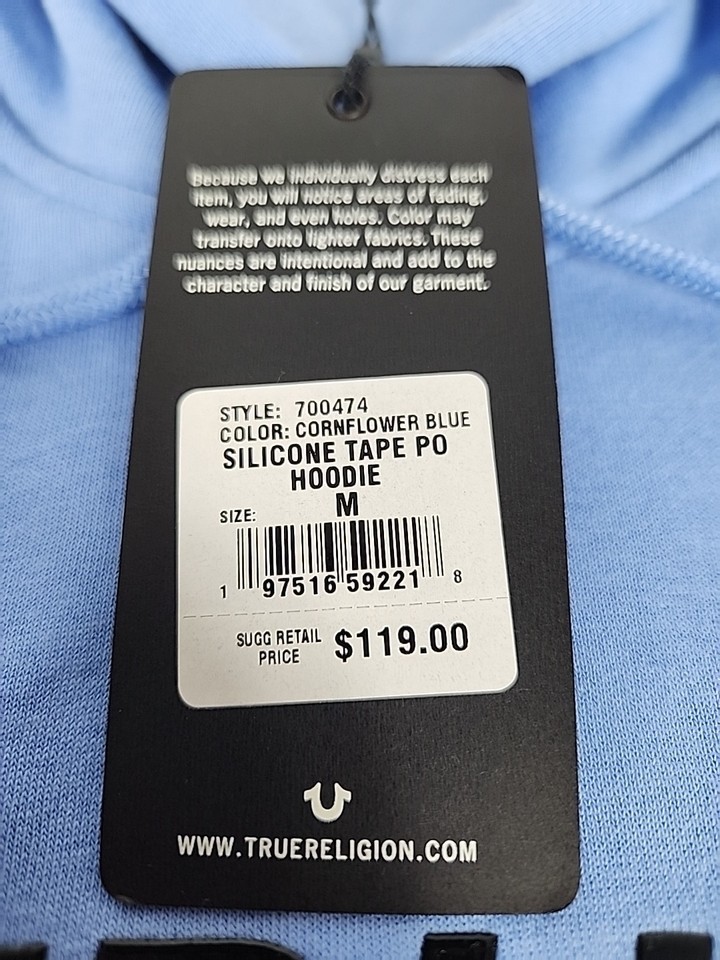 Because we individually distress each
item, you will notice areas of fading,
wear, and even holes. Color may
transfer onto lighter fabrics. These
nuances are intentional and add to the
character and finish of our garment.
STYLE: 700474
COLOR: CORNFLOWER BLUE
SILICONE TAPE PO
HOODIE
SIZE: M
1 97516 59221 8
SUGG RETAIL
PRICE $119.00
WWW.TRUERELIGION.COM